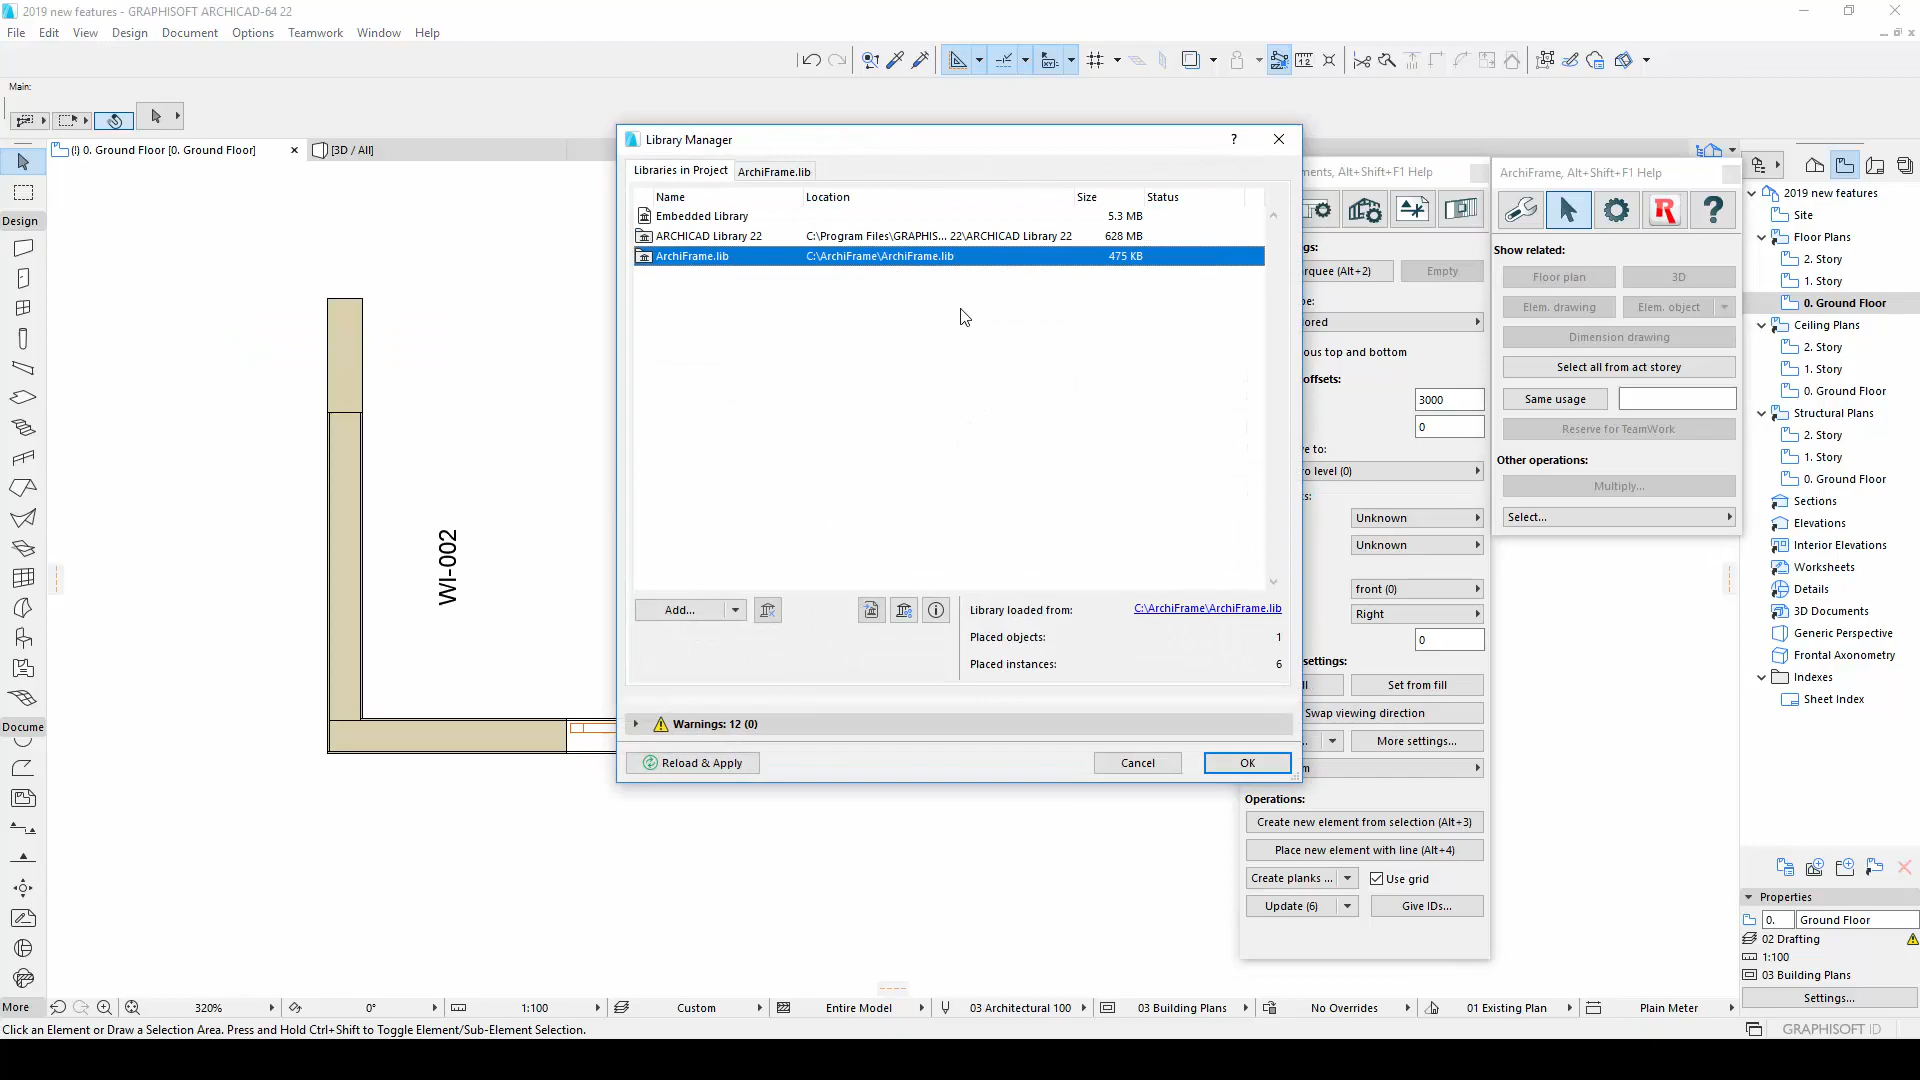 2019 new features - GRAPHISOFT ARCHICAD-64 22
File Edit View Design Document Options Teamwork Window Help
Main:
(!) 0. Ground Floor [0. Ground Floor]
[3D / All]
Design
Docume
More
WI-002
Library Manager
Libraries in Project
ArchiFrame.lib
Name Location Size Status
Embedded Library 5.3 MB
ARCHICAD Library 22 C:\Program Files\GRAPHIS... 22\ARCHICAD Library 22 628 MB
ArchiFrame.lib C:\ArchiFrame\ArchiFrame.lib 475 KB
Add...
Library loaded from: C:\ArchiFrame\ArchiFrame.lib
Placed objects: 1
Placed instances: 6
Warnings: 12 (0)
Reload & Apply
Cancel
OK
ments, Alt+Shift+F1 Help
gs:
rquee (Alt+2)
Empty
pe:
ored
ous top and bottom
offsets:
3000
0
ve to:
ro level (0)
s:
Unknown
Unknown
front (0)
Right
0
settings:
ll
Set from fill
Swap viewing direction
..
More settings...
m
Operations:
Create new element from selection (Alt+3)
Place new element with line (Alt+4)
Create planks ...
Use grid
Update (6)
Give IDs...
ArchiFrame, Alt+Shift+F1 Help
R
?
Show related:
Floor plan
3D
Elem. drawing
Elem. object
Dimension drawing
Select all from act storey
Same usage
Reserve for TeamWork
Other operations:
Multiply...
Select...
2019 new features
Site
Floor Plans
2. Story
1. Story
0. Ground Floor
Ceiling Plans
2. Story
1. Story
0. Ground Floor
Structural Plans
2. Story
1. Story
0. Ground Floor
Sections
Elevations
Interior Elevations
Worksheets
Details
3D Documents
Generic Perspective
Frontal Axonometry
Indexes
Sheet Index
Properties
0. Ground Floor
02 Drafting
1:100
03 Building Plans
Settings...
320% 0° 1:100 Custom Entire Model 03 Architectural 100 03 Building Plans No Overrides 01 Existing Plan Plain Meter
Click an Element or Draw a Selection Area. Press and Hold Ctrl+Shift to Toggle Element/Sub-Element Selection.
GRAPHISOFT ID